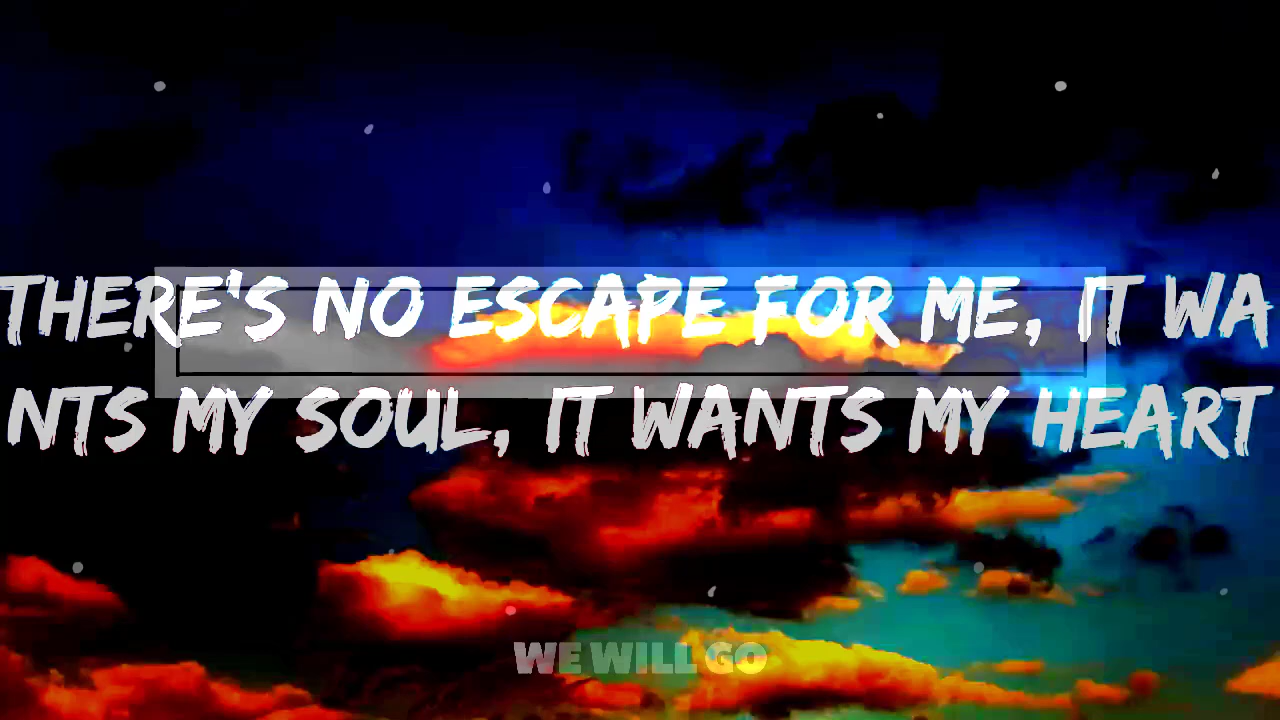 THERE'S NO ESCAPE FOR ME, IT WA
NTS MY SOUL, IT WANTS MY HEART
WE WILL GO